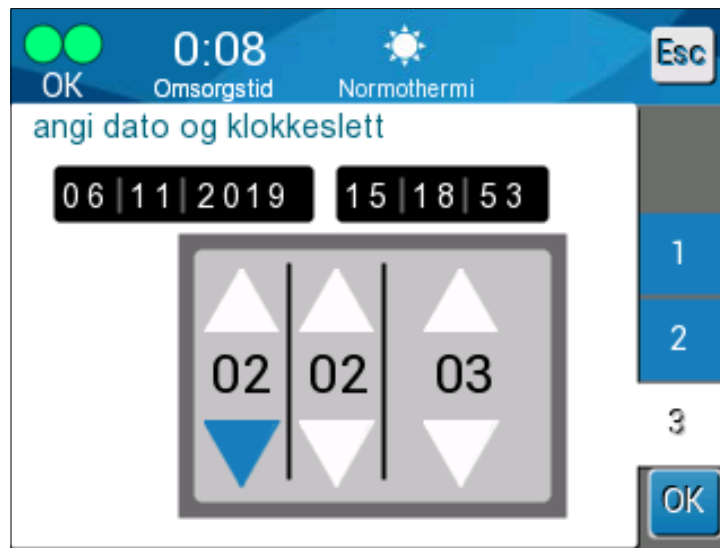 0:08
Esc
OK
Omsorgstid
Normothermi
angi dato og klokkeslett
06|11|2019
15|18|53
1
02
02
03
2
3
OK